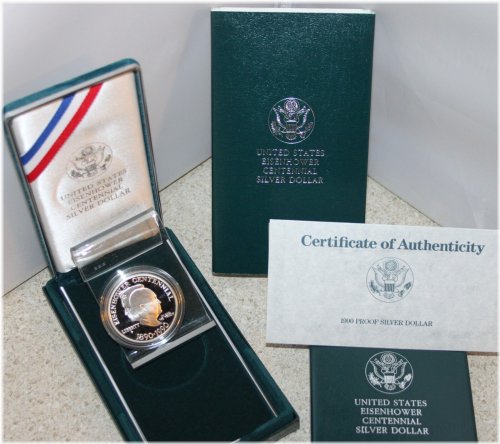 UNITED STATES
EISENHOWER
CENTENNIAL
SILVER DOLLAR
UNITED STATES
EISENHOWER
CENTENNIAL
SILVER DOLLAR
EISENHOWER CENTENNIAL
LIBERTY
1890-1990
Certificate of Authenticity
1990 PROOF SILVER DOLLAR
UNITED STATES
EISENHOWER
CENTENNIAL
SILVER DOLLAR